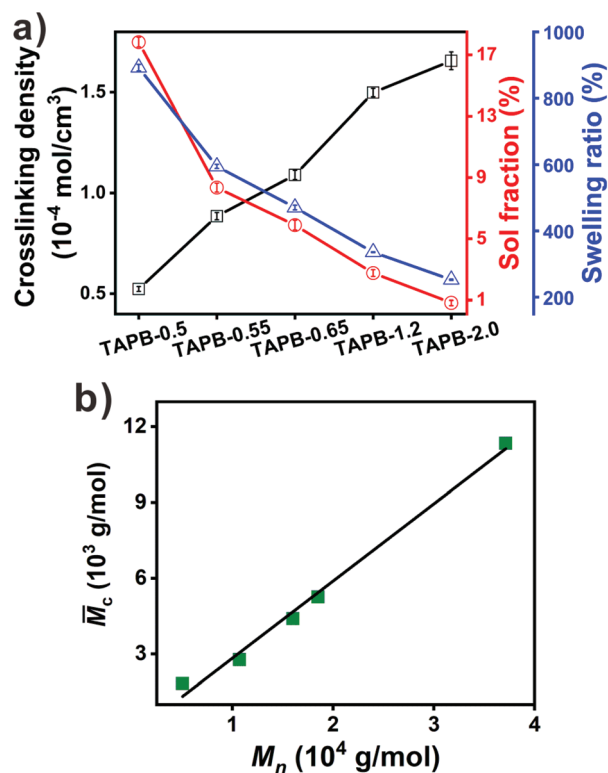 a)
Crosslinking density
(10⁻⁴ mol/cm³)
1.5
1.0
0.5
17
13
9
5
1
Sol fraction (%)
1000
800
600
400
200
Swelling ratio (%)
TAPB-0.5
TAPB-0.55
TAPB-0.65
TAPB-1.2
TAPB-2.0
b)
M̅c (10³ g/mol)
12
9
6
3
1
2
3
4
Mn (10⁴ g/mol)